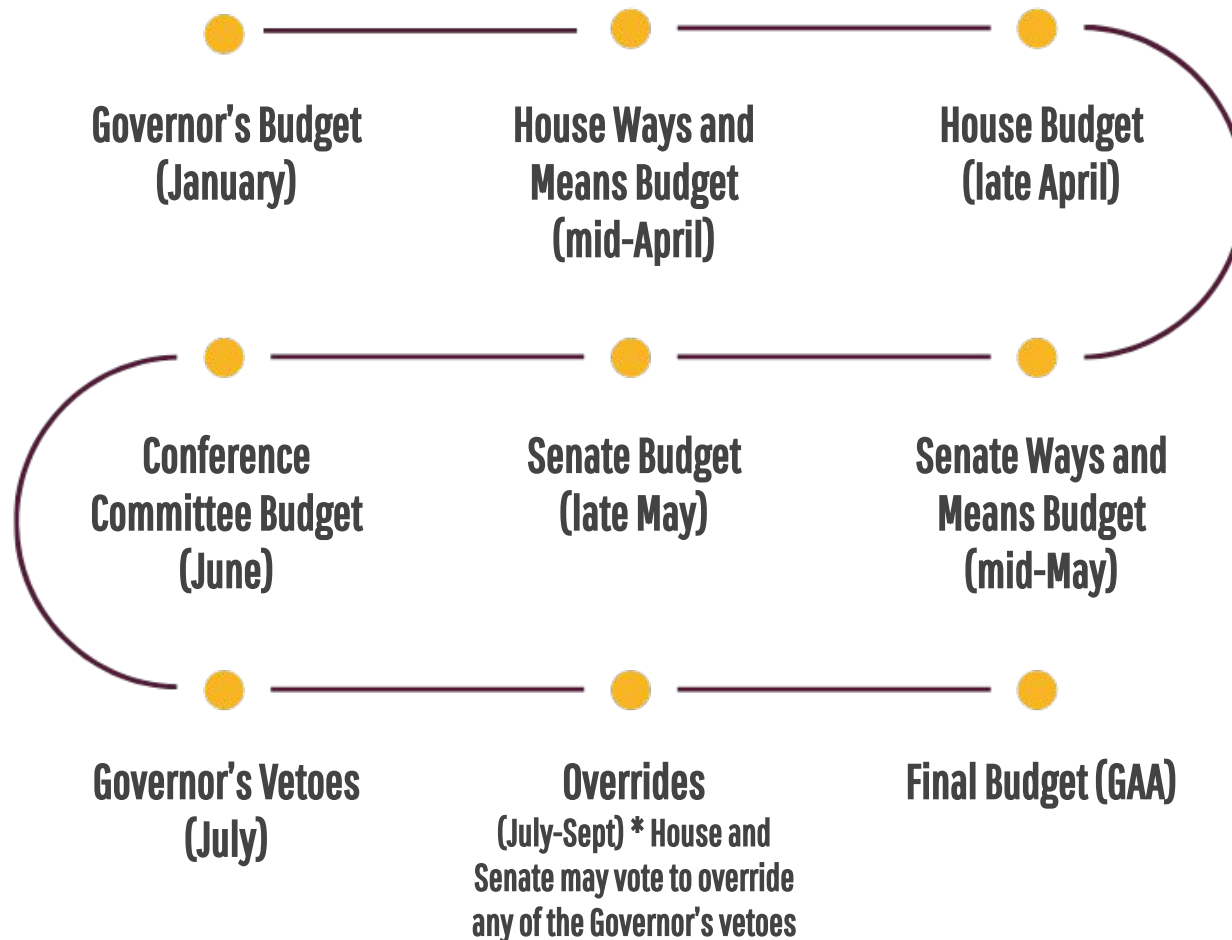 Governor's Budget
(January)
House Ways and
Means Budget
(mid-April)
House Budget
(late April)
Conference
Committee Budget
(June)
Senate Budget
(late May)
Senate Ways and
Means Budget
(mid-May)
Governor's Vetoes
(July)
Overrides
(July-Sept) * House and
Senate may vote to override
any of the Governor's vetoes
Final Budget (GAA)